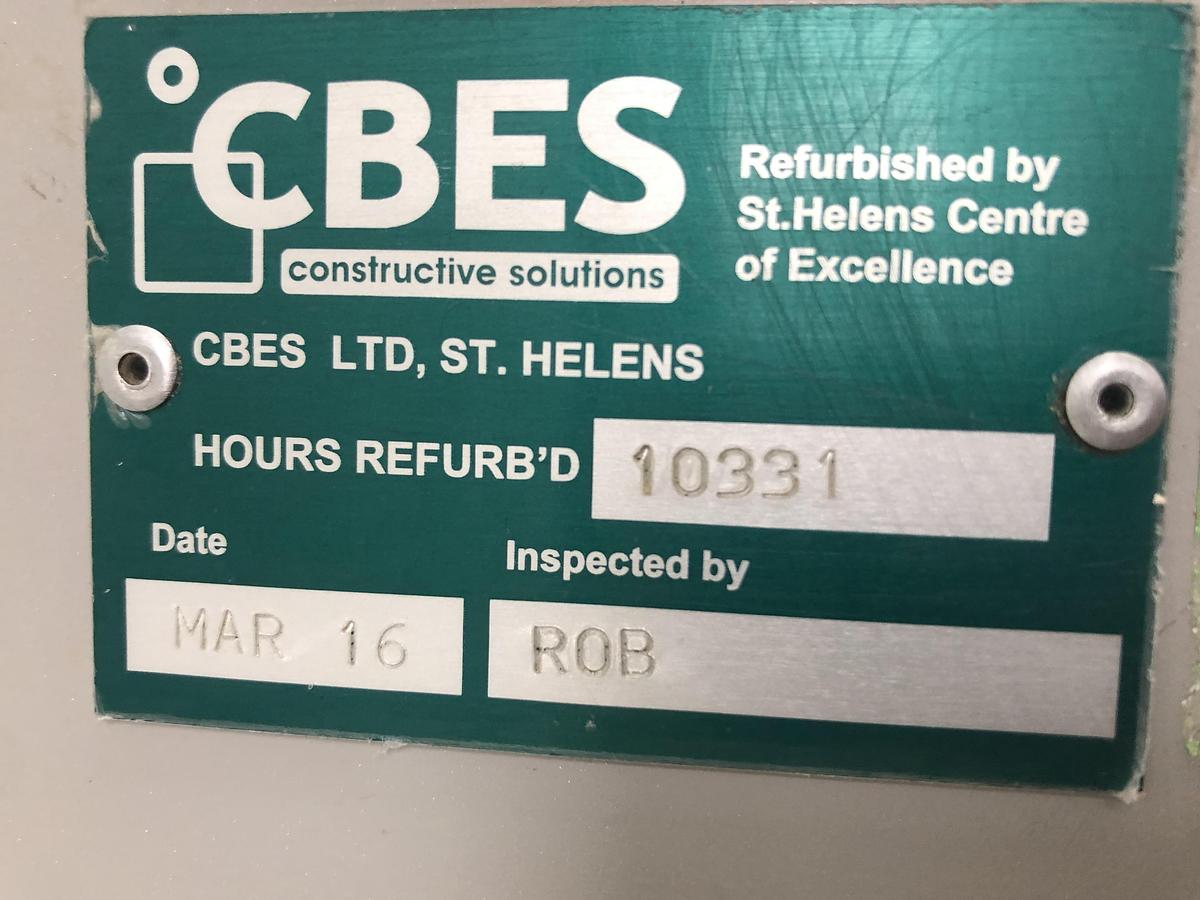 CBES
constructive solutions
Refurbished by
St.Helens Centre
of Excellence
CBES LTD, ST. HELENS
HOURS REFURB'D 10331
Date
Inspected by
MAR 16
ROB